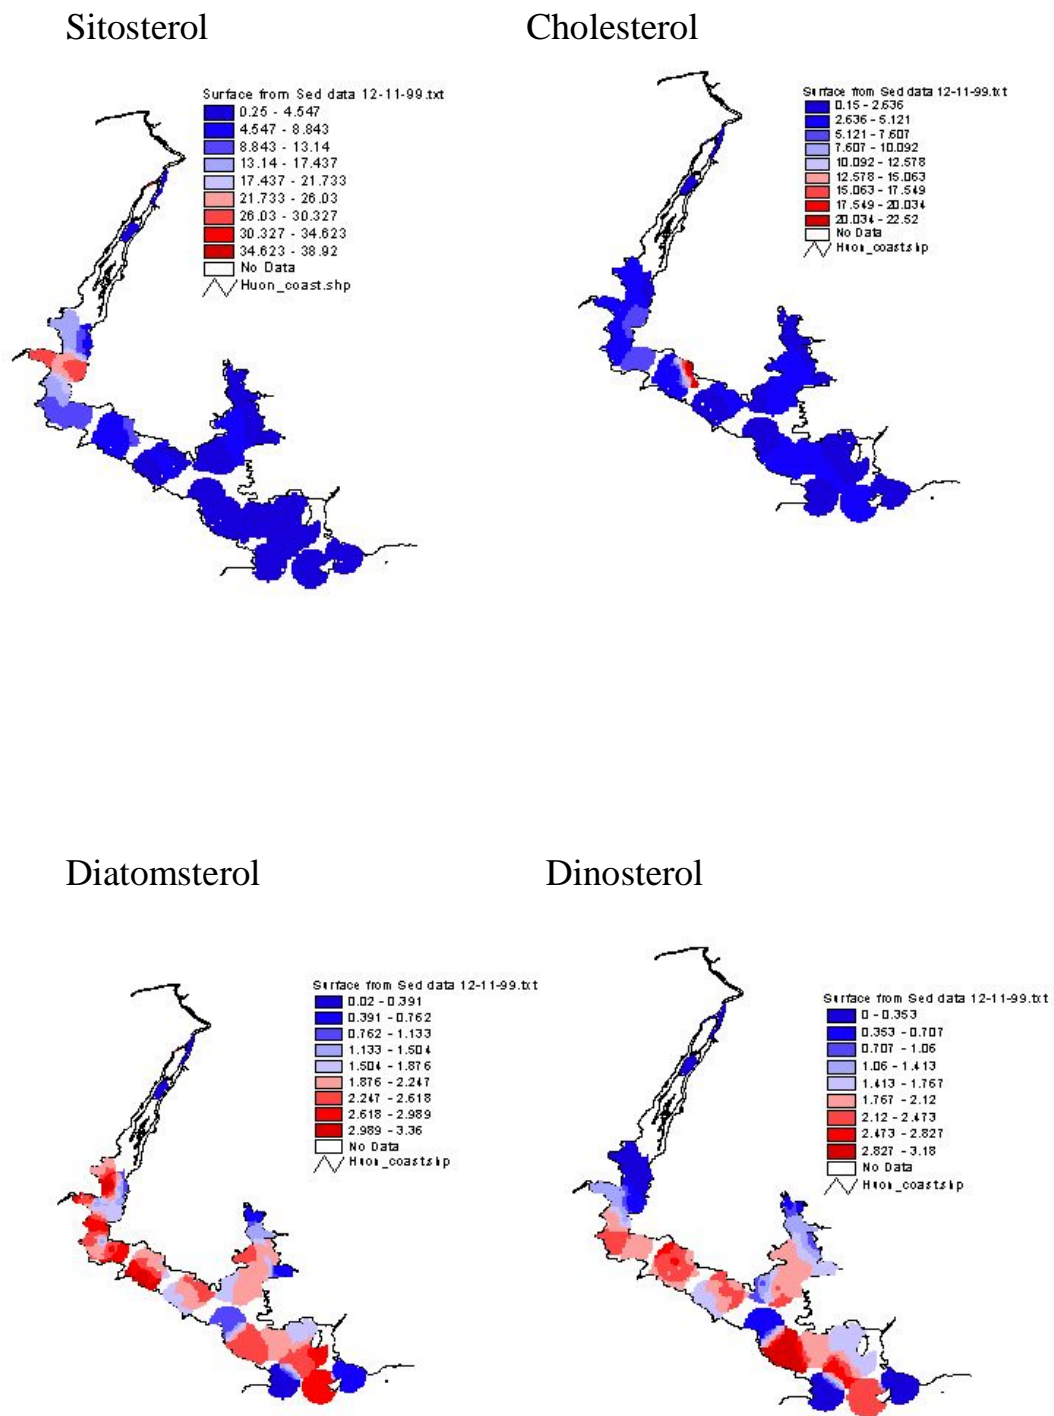 Sitosterol
Surface from Sed data 12-11-99.txt
0.25 - 4.547
4.547 - 8.843
8.843 - 13.14
13.14 - 17.437
17.437 - 21.733
21.733 - 26.03
26.03 - 30.327
30.327 - 34.623
34.623 - 38.92
No Data
Huon_coast.shp
Cholesterol
Surface from Sed data 12-11-99.txt
0.15 - 2.636
2.636 - 5.121
5.121 - 7.607
7.607 - 10.092
10.092 - 12.578
12.578 - 15.063
15.063 - 17.549
17.549 - 20.034
20.034 - 22.52
No Data
Huon_coast.shp
Diatomsterol
Surface from Sed data 12-11-99.txt
0.02 - 0.391
0.391 - 0.762
0.762 - 1.133
1.133 - 1.504
1.504 - 1.876
1.876 - 2.247
2.247 - 2.618
2.618 - 2.989
2.989 - 3.36
No Data
Huon_coast.shp
Dinosterol
Surface from Sed data 12-11-99.txt
0 - 0.353
0.353 - 0.707
0.707 - 1.06
1.06 - 1.413
1.413 - 1.767
1.767 - 2.12
2.12 - 2.473
2.473 - 2.827
2.827 - 3.18
No Data
Huon_coast.shp